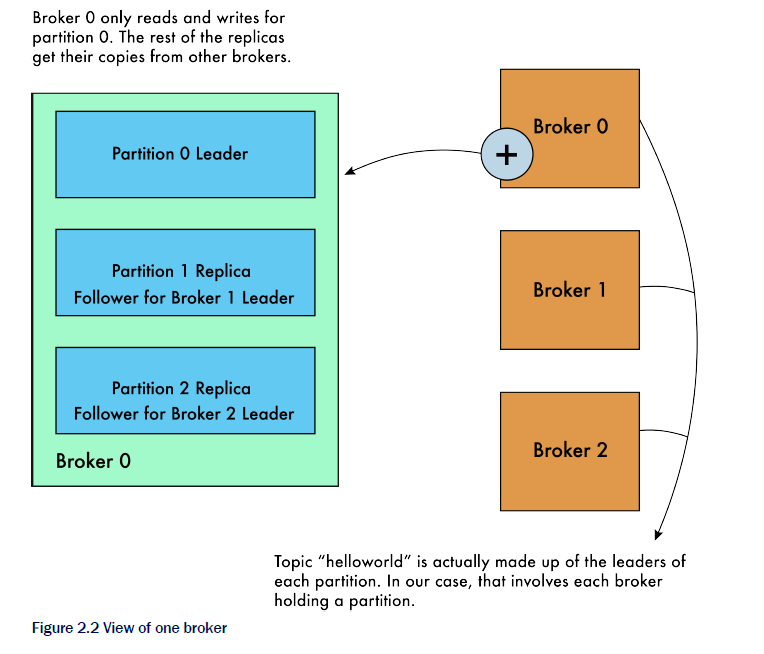 Broker 0 only reads and writes for
partition 0. The rest of the replicas
get their copies from other brokers.
Partition 0 Leader
Partition 1 Replica
Follower for Broker 1 Leader
Partition 2 Replica
Follower for Broker 2 Leader
Broker 0
+
Broker 0
Broker 1
Broker 2
Topic “helloworld” is actually made up of the leaders of
each partition. In our case, that involves each broker
holding a partition.
Figure 2.2 View of one broker